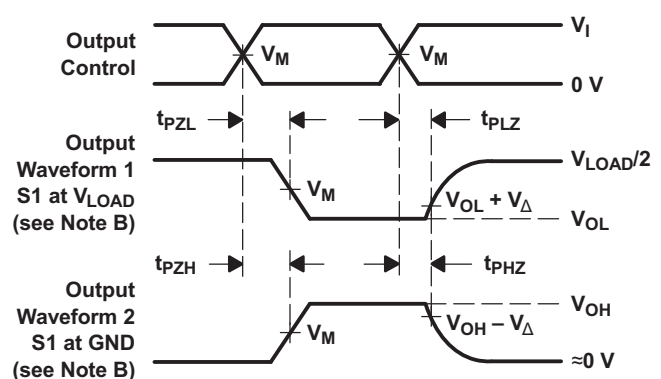 Output
Control
V_M
V_M
V_I
0 V
t_PZL
t_PLZ
Output
Waveform 1
S1 at V_LOAD
(see Note B)
V_M
V_LOAD/2
V_OL + V_Δ
V_OL
t_PZH
t_PHZ
Output
Waveform 2
S1 at GND
(see Note B)
V_M
V_OH
V_OH − V_Δ
≈0 V